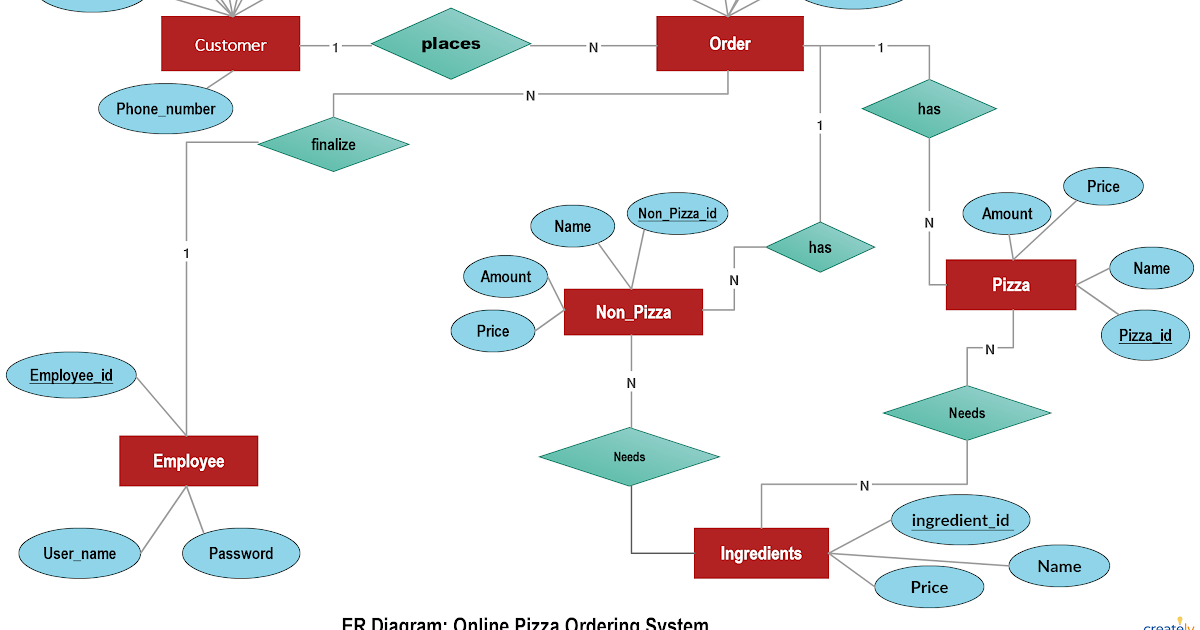 Customer
1
places
N
Order
1
Phone_number
N
has
finalize
1
Price
Non_Pizza_id
Amount
Name
N
has
1
Name
Amount
N
Pizza
Non_Pizza
Price
Pizza_id
N
Employee_id
N
Needs
Needs
Employee
N
ingredient_id
User_name
Password
Ingredients
Name
Price
ER Diagram: Online Pizza Ordering System
creately